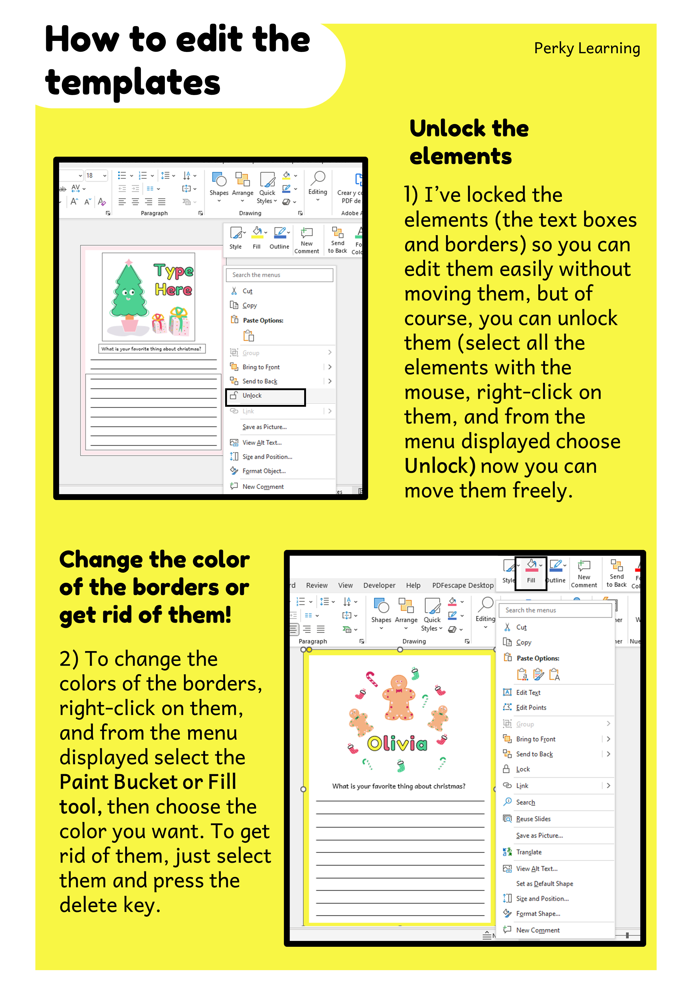 How to edit the
templates
Perky Learning
Unlock the
elements
1) I've locked the
elements (the text boxes
and borders) so you can
edit them easily without
moving them, but of
course, you can unlock
them (select all the
elements with the
mouse, right-click on
them, and from the
menu displayed choose
Unlock) now you can
move them freely.
18
Shapes Arrange Quick Styles
Editing
Crear y
PDF de
Paragraph
Drawing
Adobe
Style Fill Outline New Comment Send to Back
Type
Here
What is your favorite thing about christmas?
Search the menus
Cut
Copy
Paste Options:
Group
Bring to Front
Send to Back
Unlock
Link
Save as Picture...
View Alt Text...
Size and Position...
Format Object...
New Comment
Change the color
of the borders or
get rid of them!
2) To change the
colors of the borders,
right-click on them,
and from the menu
displayed select the
Paint Bucket or Fill
tool, then choose the
color you want. To get
rid of them, just select
them and press the
delete key.
Style Fill Outline New Comment Send to Back
Review View Developer Help PDFescape Desktop
Shapes Arrange Quick Styles
Editing
Paragraph
Drawing
Olivia
What is your favorite thing about christmas?
Search the menus
Cut
Copy
Paste Options:
Edit Text
Edit Points
Group
Bring to Front
Send to Back
Lock
Link
Search
Reuse Slides
Save as Picture...
Translate
View Alt Text...
Set as Default Shape
Size and Position...
Format Shape...
New Comment